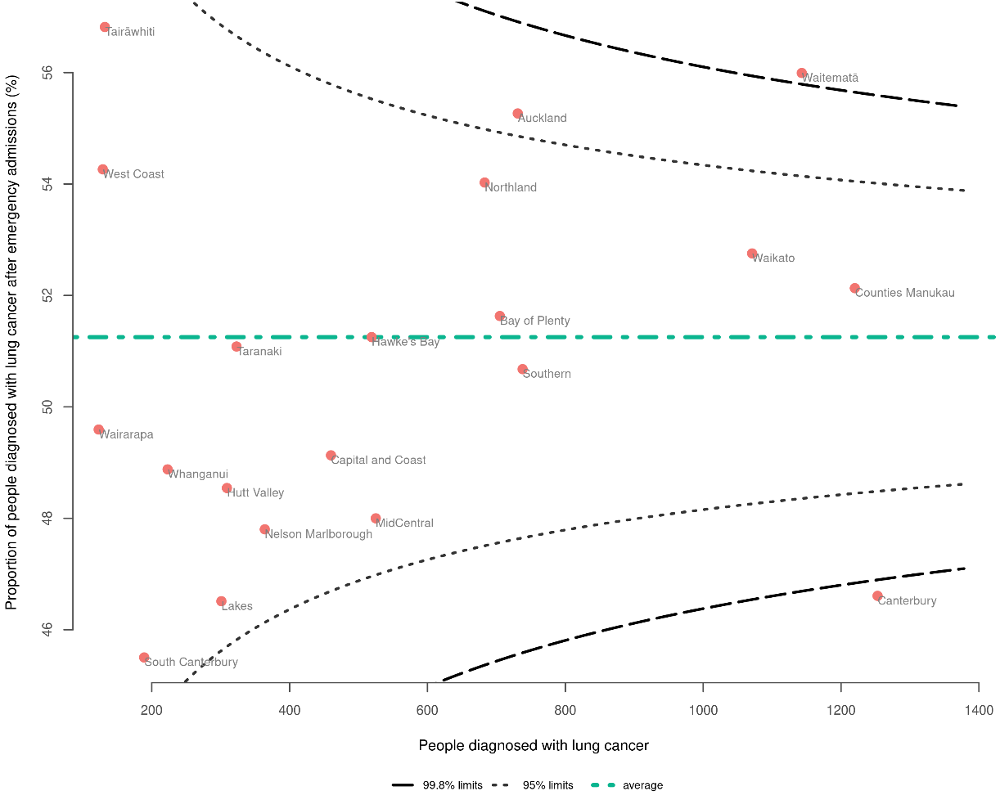 Proportion of people diagnosed with lung cancer after emergency admissions (%)
56
54
52
50
48
46
Tairāwhiti
Waitematā
Auckland
West Coast
Northland
Waikato
Counties Manukau
Bay of Plenty
Hawke's Bay
Taranaki
Southern
Wairarapa
Capital and Coast
Whanganui
Hutt Valley
MidCentral
Nelson Marlborough
Lakes
Canterbury
South Canterbury
200 400 600 800 1000 1200 1400
People diagnosed with lung cancer
99.8% limits 95% limits average